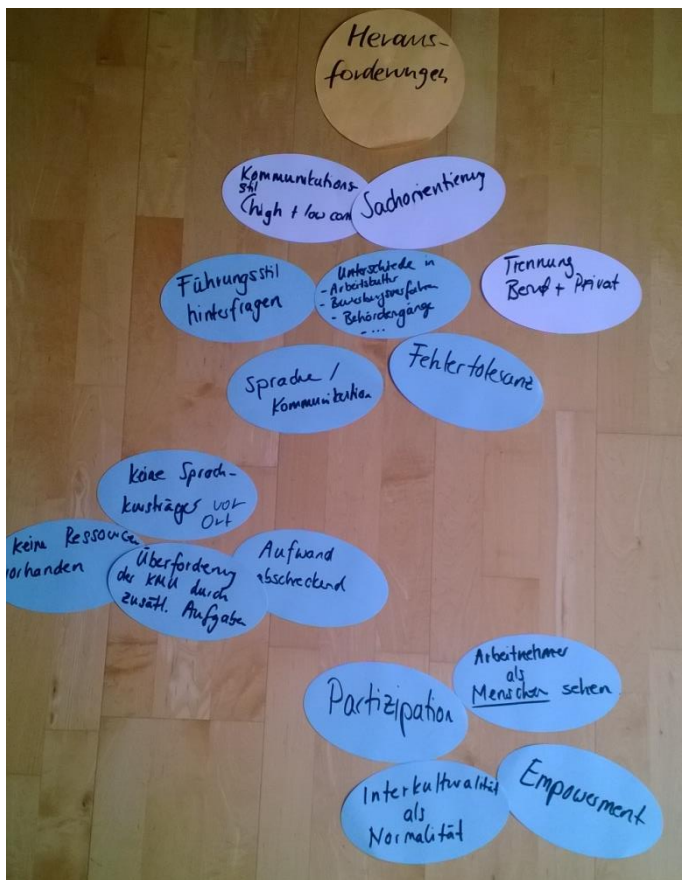 Heraus-
forderungen
Kommunikations-
stil
(high + low con
Sachorientierung
Führungsstil
hinterfragen
Unterschiede in
- Arbeitskultur
- Bewerbungsverfahren
- Behördengänge
- ...
Trennung
Beruf + Privat
Sprache /
Kommunikation
Fehlertoleranz
keine Sprach-
kursträger vor
Ort
keine Ressourcen
vorhanden
Überforderung
der KMU durch
zusätzl. Aufgaben
Aufwand
abschreckend
Arbeitnehmer
als
Menschen sehen
Partizipation
Interkulturalität
als
Normalität
Empowerment